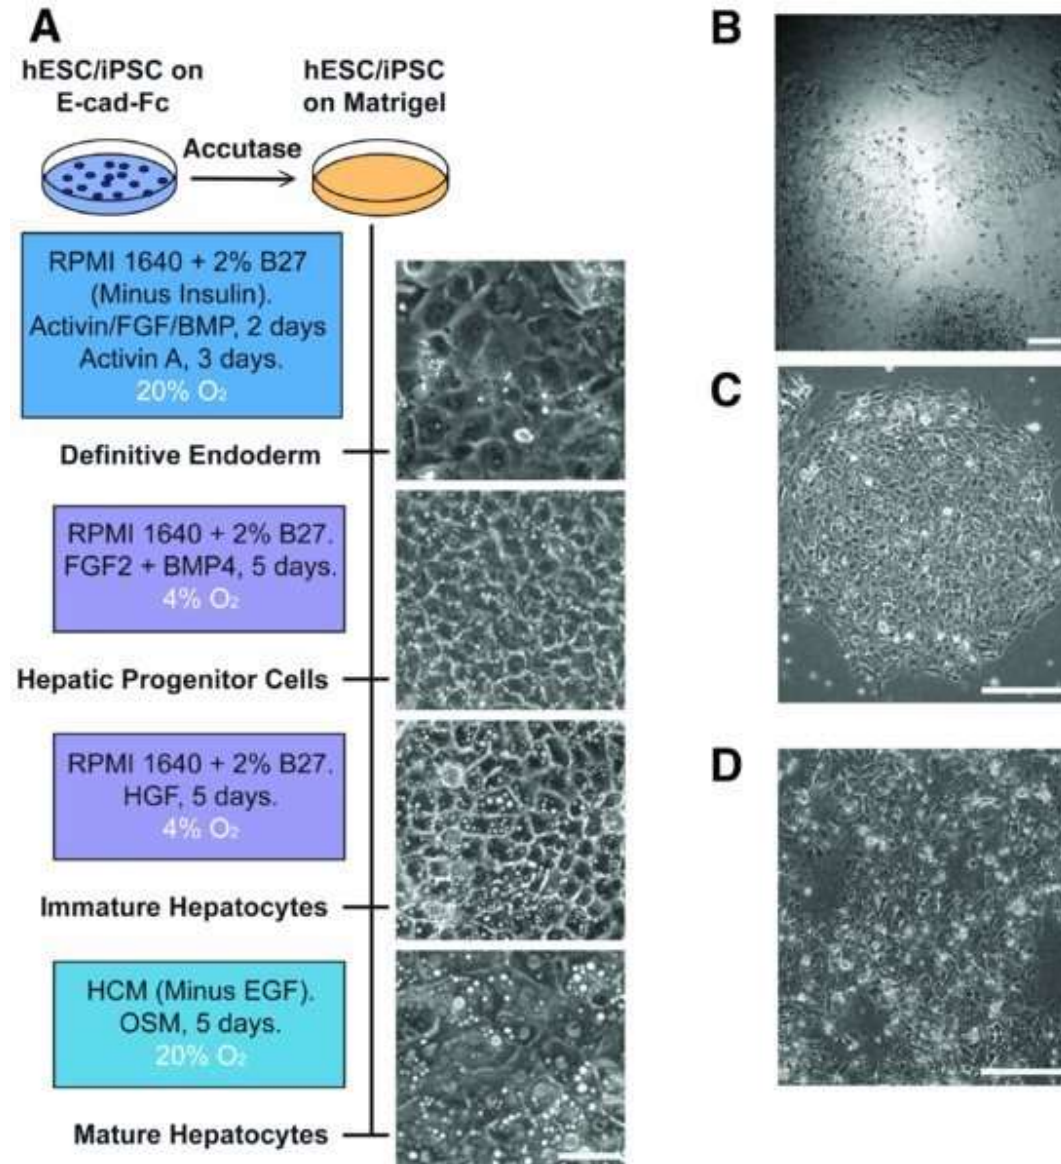 A
hESC/iPSC on
E-cad-Fc
hESC/iPSC
on Matrigel
Accutase
RPMI 1640 + 2% B27
(Minus Insulin).
Activin/FGF/BMP, 2 days
Activin A, 3 days.
20% O₂
Definitive Endoderm
RPMI 1640 + 2% B27.
FGF2 + BMP4, 5 days.
4% O₂
Hepatic Progenitor Cells
RPMI 1640 + 2% B27.
HGF, 5 days.
4% O₂
Immature Hepatocytes
HCM (Minus EGF).
OSM, 5 days.
20% O₂
Mature Hepatocytes
B
C
D